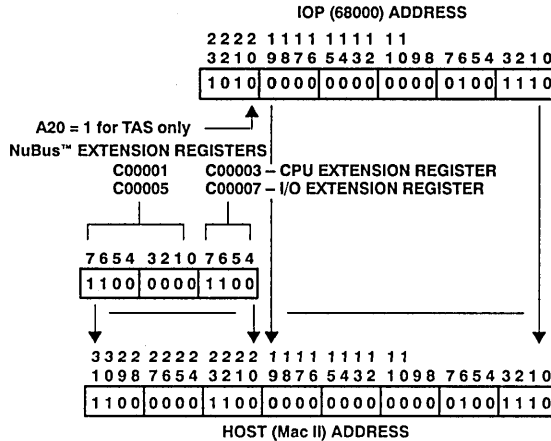 IOP (68000) ADDRESS
2222 1111 1111 11
3210 9876 5432 1098 7654 3210
1010 0000 0000 0000 0100 1110
A20 = 1 for TAS only
NuBus™ EXTENSION REGISTERS
C00001 C00003 – CPU EXTENSION REGISTER
C00005 C00007 – I/O EXTENSION REGISTER
7654 3210 7654
1100 0000 1100
3322 2222 2222 1111 1111 11
1098 7654 3210 9876 5432 1098 7654 3210
1100 0000 1100 0000 0000 0000 0100 1110
HOST (Mac II) ADDRESS